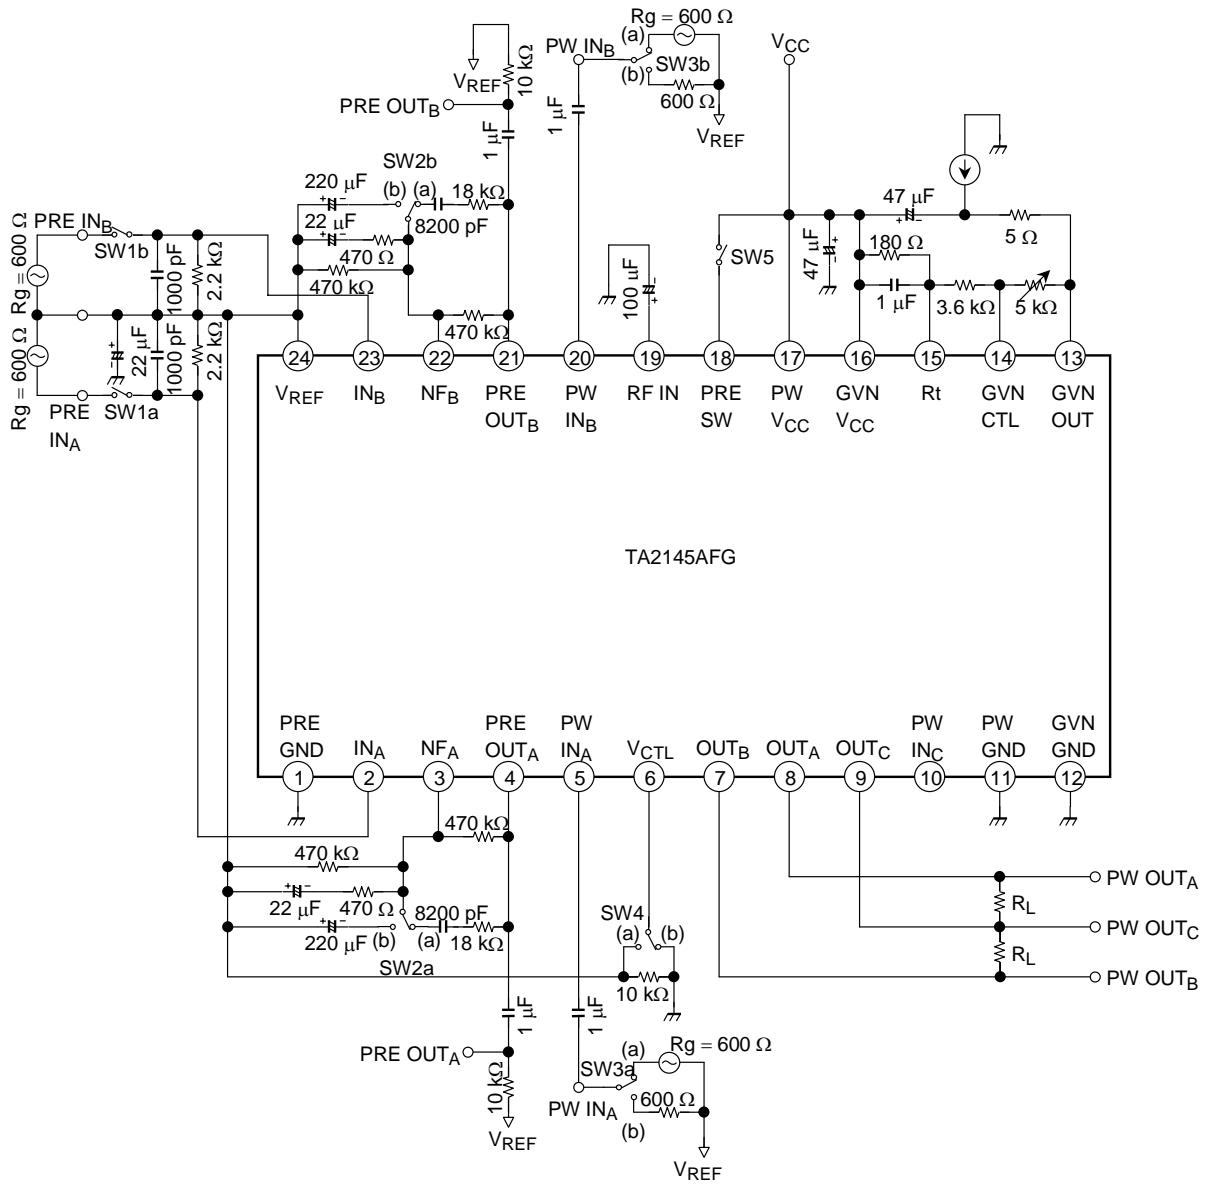 Rg = 600 Ω
(a)
PW INB
SW3b
(b)
600 Ω
VREF
1 μF
VCC
VREF
10 kΩ
PRE OUTB
1 μF
SW2b
220 μF
(b)
(a)
18 kΩ
8200 pF
22 μF
470 Ω
470 kΩ
470 kΩ
PRE INB
SW1b
Rg = 600 Ω
Rg = 600 Ω
1000 pF
2.2 kΩ
22 μF
1000 pF
2.2 kΩ
SW1a
PRE
INA
100 μF
SW5
47 μF
47 μF
180 Ω
5 Ω
1 μF
3.6 kΩ
5 kΩ
24
23
22
21
20
19
18
17
16
15
14
13
VREF
INB
NFB
PRE
OUTB
PW
INB
RF IN
PRE
SW
PW
VCC
GVN
VCC
Rt
GVN
CTL
GVN
OUT
TA2145AFG
PRE
GND
INA
NFA
PRE
OUTA
PW
INA
VCTL
OUTB
OUTA
OUTC
PW
INC
PW
GND
GVN
GND
1
2
3
4
5
6
7
8
9
10
11
12
470 kΩ
470 kΩ
22 μF
470 Ω
8200 pF
220 μF
(b)
(a)
18 kΩ
SW2a
SW4
(a)
(b)
10 kΩ
RL
RL
PW OUTA
PW OUTC
PW OUTB
1 μF
PRE OUTA
10 kΩ
VREF
1 μF
SW3a
(a)
Rg = 600 Ω
PW INA
600 Ω
(b)
VREF